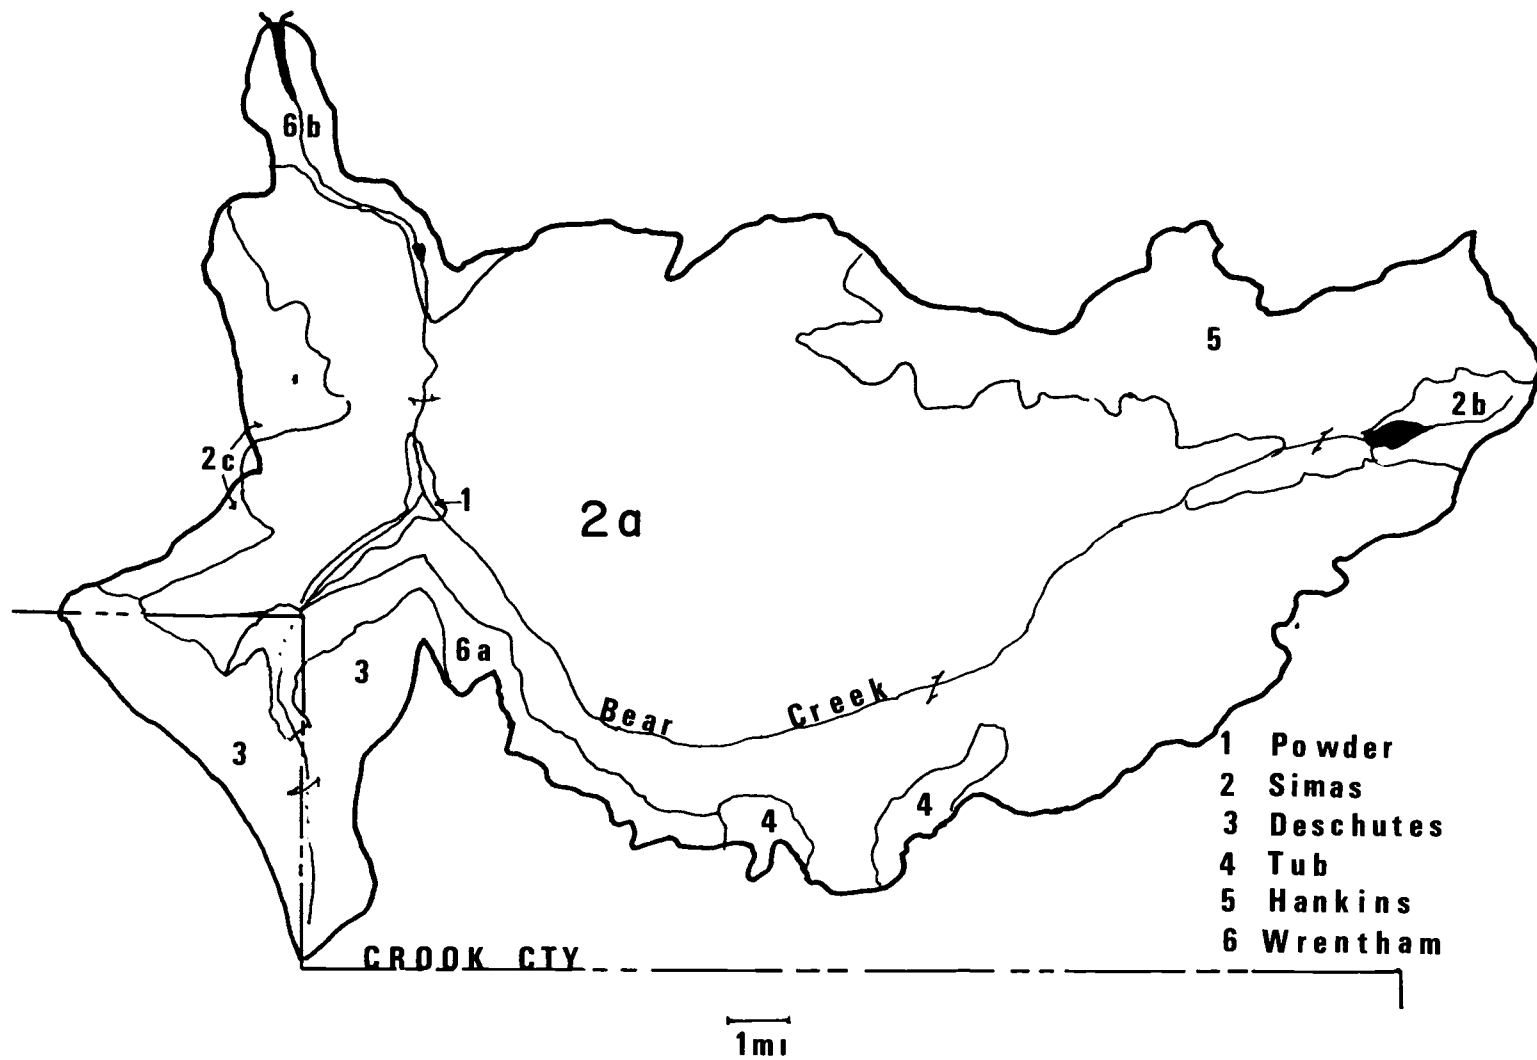 6b
5
2b
2c
1
2a
6a
3
Bear Creek
3
4
4
1 Powder
2 Simas
3 Deschutes
4 Tub
5 Hankins
6 Wrentham
CROOK CTY
1mi